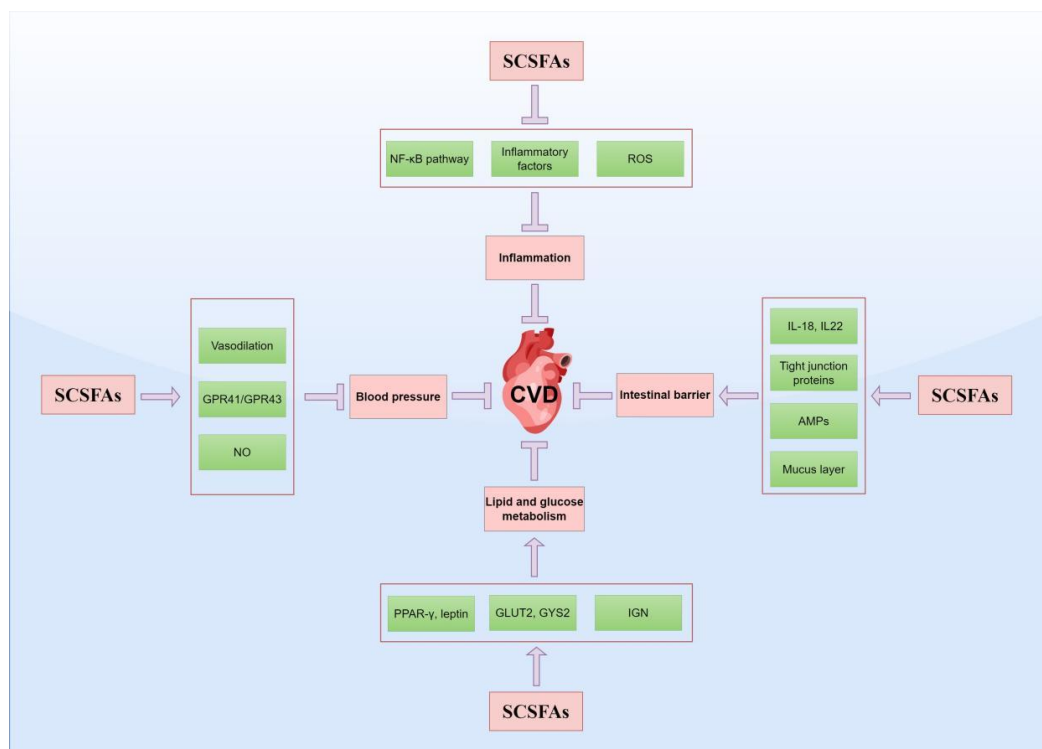 SCSFAs
NF-κB pathway
Inflammatory
factors
ROS
Inflammation
Vasodilation
GPR41/GPR43
NO
SCSFAs
Blood pressure
CVD
Intestinal barrier
IL-18, IL22
Tight junction
proteins
AMPs
Mucus layer
SCSFAs
Lipid and glucose
metabolism
PPAR-γ, leptin
GLUT2, GYS2
IGN
SCSFAs